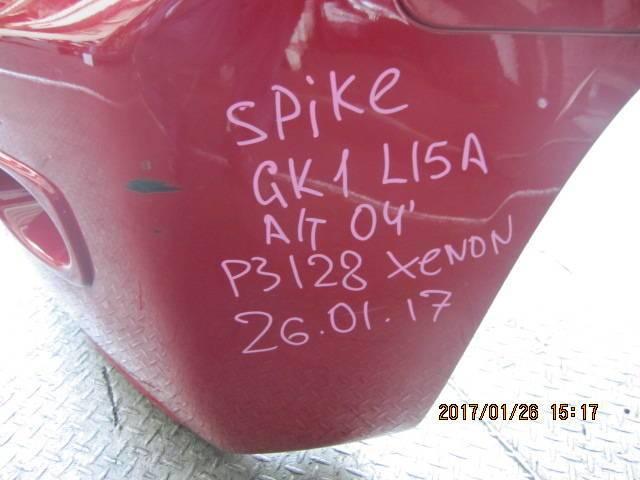 SPiKe
GK1 L15A
A/T 04'
P3128 XeNON
26.01.17
2017/01/26 15:17